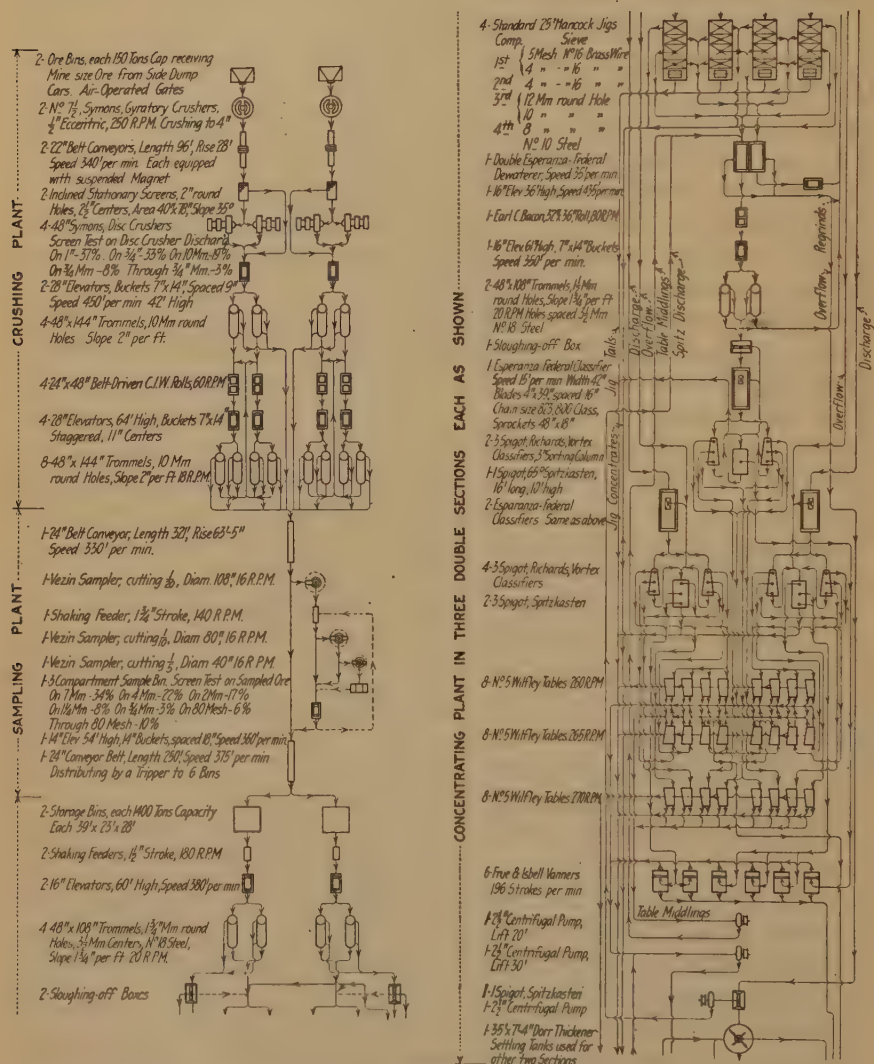 CRUSHING PLANT
2- Ore Bins, each 150 Tons Cap receiving
Mine size Ore from Side Dump
Cars. Air-Operated Gates
2-Nº 7½, Symons, Gyratory Crushers,
½" Eccentric, 250 R.P.M. Crushing to 4"
2-22" Belt Conveyors, Length 96', Rise 28'
Speed 340' per min. Each equipped
with suspended Magnet
2-Inclined Stationary Screens, 2" round
Holes, 2½" Centers, Area 40"x78", Slope 35°
4-48" Symons, Disc Crushers
Screen Test on Disc Crusher Discharg
On 1"-37%. On ¾"-33% On 10 Mm-19%
On ¾ Mm-8% Through ¾" Mm.-3%
2-28" Elevators, Buckets 7"x14", Spaced 9"
Speed 450' per min 42' High
4-48"x144" Trommels, 10 Mm round
Holes Slope 2" per ft.
4-24"x48" Belt-Driven C.I.W. Rolls, 60 R.P.M
4-28" Elevators, 64' High, Buckets 7"x14"
Staggered, 11" Centers
8-48"x144" Trommels, 10 Mm
round Holes, Slope 2" per ft 18 R.P.M.
SAMPLING PLANT
1-24" Belt Conveyor, Length 321', Rise 63'-5"
Speed 330' per min.
1-Vezin Sampler, cutting 1/10, Diam. 108", 16 R.P.M.
1-Shaking Feeder, 1¾" Stroke, 140 R.P.M.
1-Vezin Sampler, cutting 1/10, Diam 80", 16 R.P.M.
1-Vezin Sampler, cutting 1/5, Diam 40" 16 R.P.M.
1-3 Compartment Sample Bin. Screen Test on Sampled Ore
On 7 Mm-34% On 4 Mm-22% On 2 Mm-17%
On 1¼ Mm-8% On ¾ Mm-3% On 80 Mesh-6%
Through 80 Mesh-10%
1-14" Elev 54' High, 14" Buckets, spaced 18", Speed 360' per min
1-24" Conveyor Belt, Length 250', Speed 375' per min
Distributing by a Tripper to 6 Bins
2-Storage Bins, each 1400 Tons Capacity
Each 39' x 23' x 28'
2-Shaking Feeders, 1½" Stroke, 180 R.P.M
2-16" Elevators, 60' High, Speed 380' per min
4 48"x108" Trommels, 1¾" Mm round
Holes, 3½ Mm Centers, Nº 18 Steel,
Slope 1¾" per ft 20 R.P.M.
2-Sloughing-off Boxes
CONCENTRATING PLANT IN THREE DOUBLE SECTIONS EACH AS SHOWN
4-Standard 25' Hancock Jigs
Comp. Sieve
1st { 5 Mesh Nº 16 Brass Wire
4 " - "16 " "
2nd 4 " - "16 " "
3rd { 12 Mm round Hole
10 " " "
4th 8 " " "
Nº 10 Steel
1-Double Esperanza-Federal
Dewaterer, Speed 35' per min
1-16" Elev 36' High, Speed 435' per min
1-Earl C. Bacon, 32"x36" Roll, 80 R.P.M
1-16" Elev. 61' High, 7"x14" Buckets
Speed 350' per min.
2-48"x108" Trommels, 1½ Mm
round Holes, Slope 1¾" per ft
20 R.P.M. Holes spaced 3½ Mm
Nº 18 Steel
1-Sloughing-off Box
1 Esperanza-Federal Classifier
Speed 15' per min Width 42"
Blades 4"x39", spaced 16"
Chain size 825, 800 Class,
Sprockets 48"x18"
2-3 Spigot, Richards, Vortex
Classifiers, 3" Sorting Column
1-1 Spigot, 65° Spitzkasten,
16' long, 10' high
2-Esparanza-Federal
Classifiers Same as above
4-3 Spigot, Richards, Vortex
Classifiers
2-3 Spigot, Spitzkasten
8-Nº 5 Wilfley Tables 260 R.P.M
8-Nº 5 Wilfley Tables 265 R.P.M
8-Nº 5 Wilfley Tables 270 R.P.M.
6-Frue & Isbell Vanners
196 Strokes per min
1-2½" Centrifugal Pump,
Lift 20'
1-2½" Centrifugal Pump,
Lift 30'
1-1 Spigot, Spitzkasten
1-2½" Centrifugal Pump
1-35'x7'-4" Dorr Thickener
Settling Tanks used for
other two Sections
Jig Tails
Jig Concentrates
Discharge
Overflow
Table Middlings
Spitz Discharge
Regrinds
Overflow
Overflow
Discharge
Table Middlings